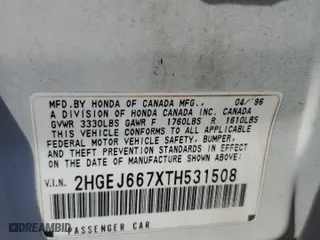 MFD.BY HONDA OF CANADA MFG., 04/'96
A DIVISION OF HONDA CANADA INC. CANADA
GVWR 3330LBS GAWR F 1760LBS R 1610LBS
THIS VEHICLE CONFORMS TO ALL APPLICABLE
FEDERAL MOTOR VEHICLE SAFETY, BUMPER,
AND THEFT PREVENTION STANDARDS IN EFFECT
ON THE DATE OF MANUFACTURE SHOWN ABOVE.
V.I.N. 2HGEJ667XTH531508
PASSENGER CAR
DREAMBID
dreambid.com